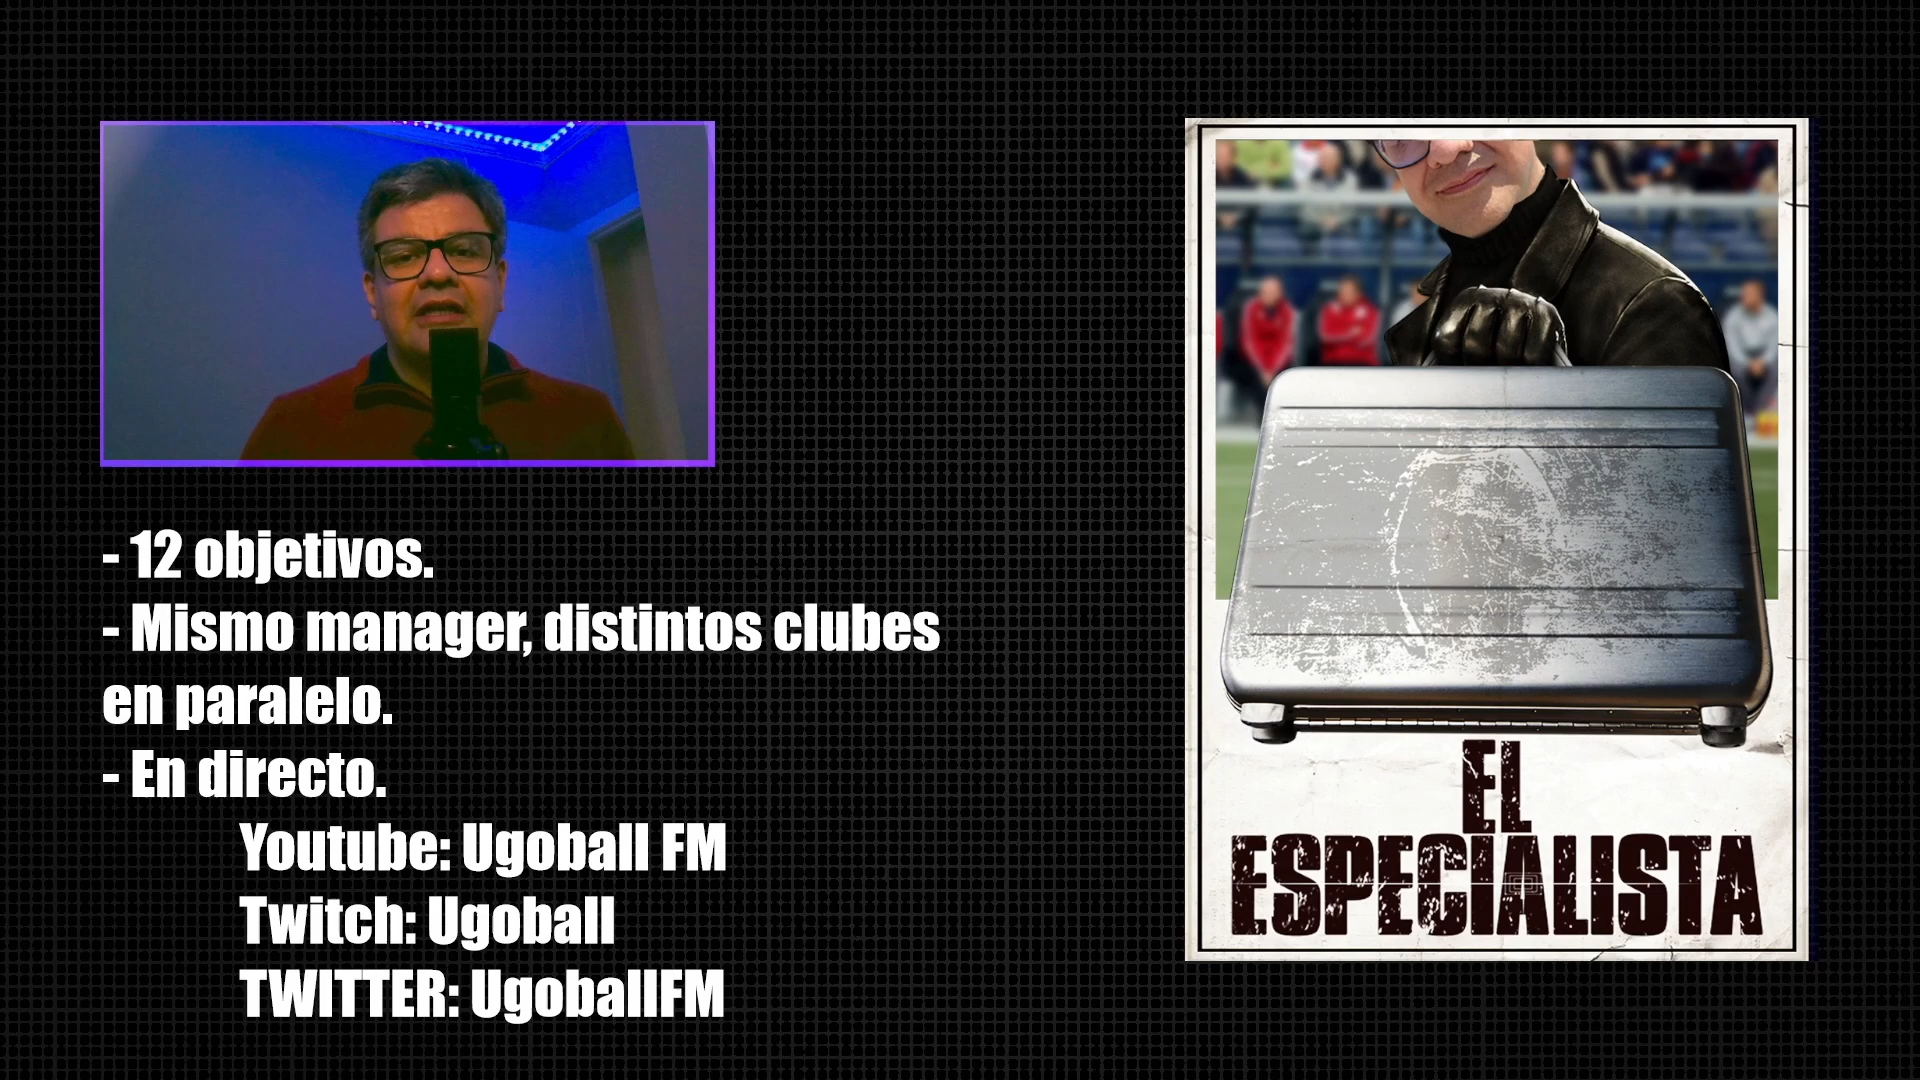 - 12 objetivos.
- Mismo manager, distintos clubes
en paralelo.
- En directo.
Youtube: Ugoball FM
Twitch: Ugoball
TWITTER: UgoballFM
EL
ESPECIALISTA